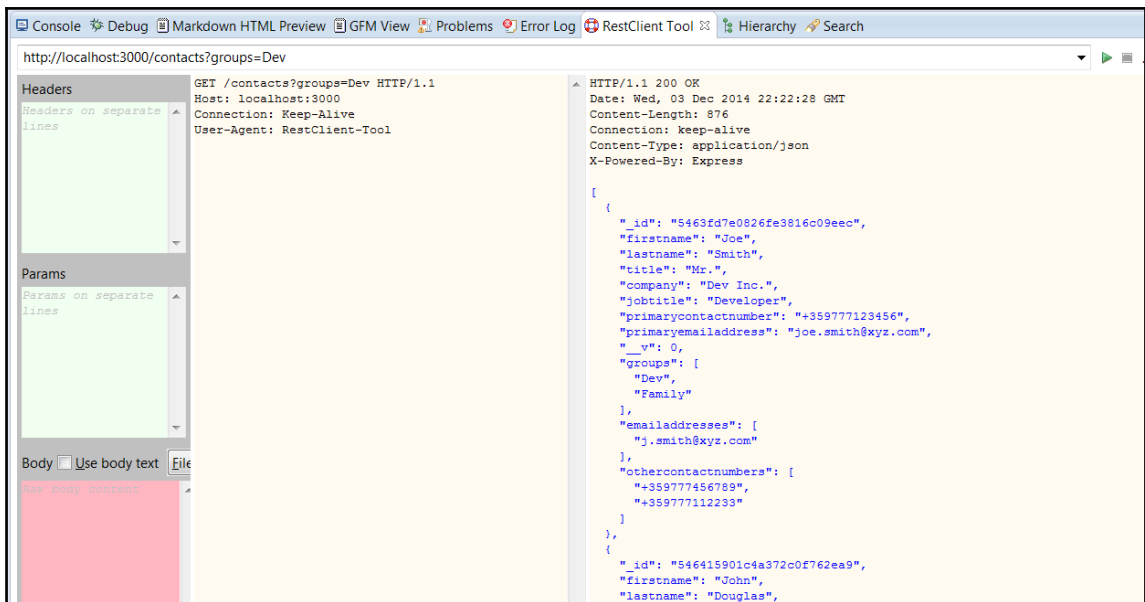 Console Debug Markdown HTML Preview GFM View Problems Error Log RestClient Tool Hierarchy Search
http://localhost:3000/contacts?groups=Dev
Headers
Headers on separate
lines
Params
Params on separate
lines
Body Use body text File
Raw body content
GET /contacts?groups=Dev HTTP/1.1
Host: localhost:3000
Connection: Keep-Alive
User-Agent: RestClient-Tool
HTTP/1.1 200 OK
Date: Wed, 03 Dec 2014 22:22:28 GMT
Content-Length: 876
Connection: keep-alive
Content-Type: application/json
X-Powered-By: Express
[
{
"_id": "5463fd7e0826fe3816c09eec",
"firstname": "Joe",
"lastname": "Smith",
"title": "Mr.",
"company": "Dev Inc.",
"jobtitle": "Developer",
"primarycontactnumber": "+359777123456",
"primaryemailaddress": "joe.smith@xyz.com",
"__v": 0,
"groups": [
"Dev",
"Family"
],
"emailaddresses": [
"j.smith@xyz.com"
],
"othercontactnumbers": [
"+359777456789",
"+359777112233"
]
},
{
"_id": "546415901c4a372c0f762ea9",
"firstname": "John",
"lastname": "Douglas",